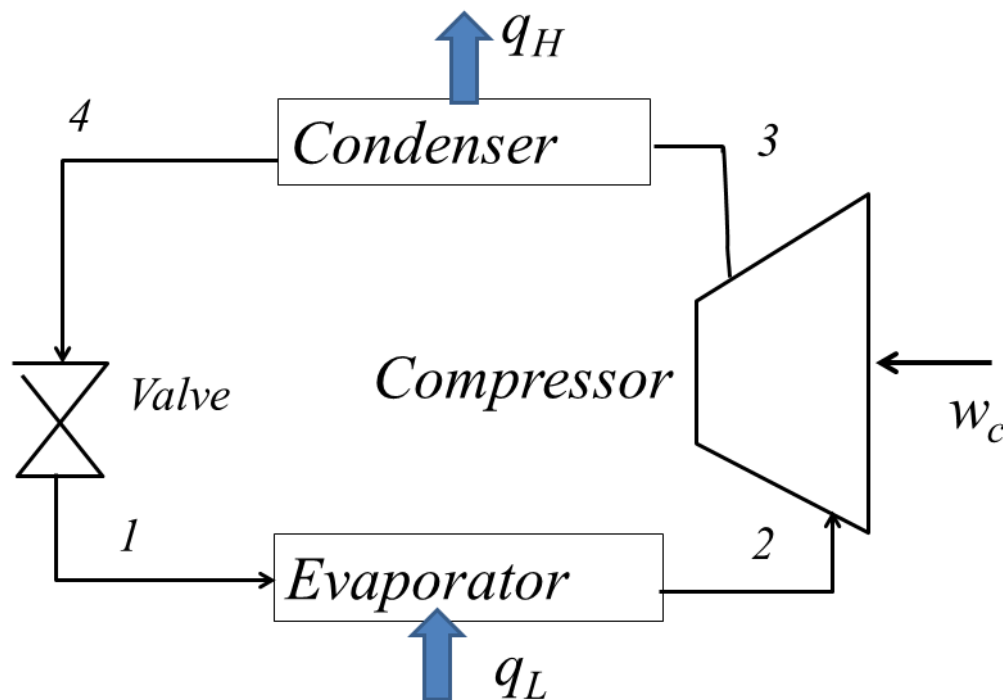 q_H
4
Condenser
3
Valve
Compressor
w_c
1
2
Evaporator
q_L